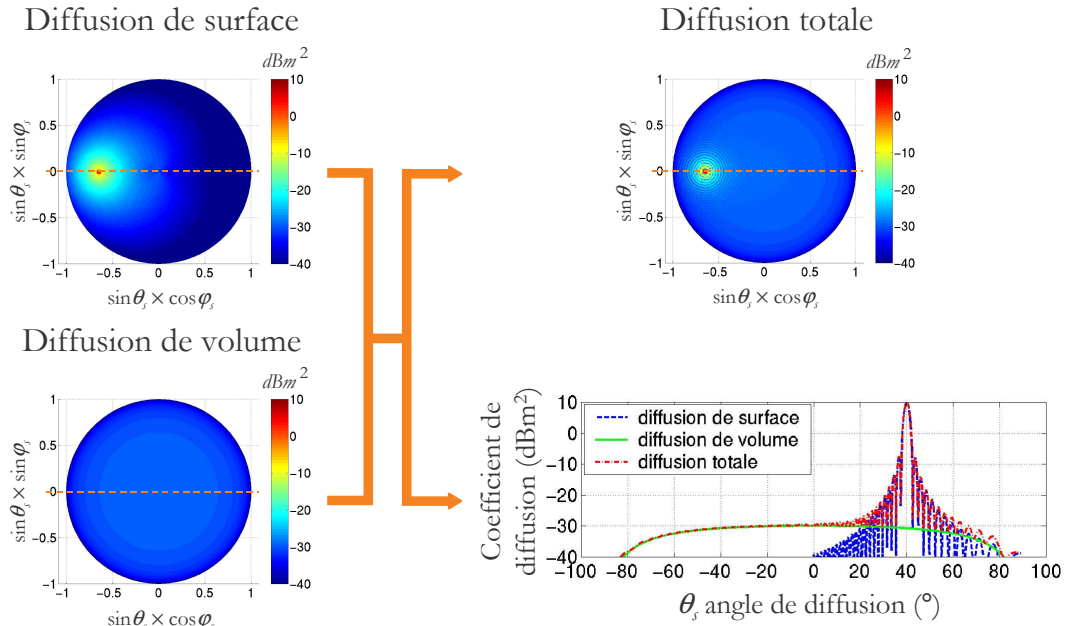 Diffusion de surface
Diffusion totale
dBm²
1
0.5
0
−0.5
−1
−1 −0.5 0 0.5 1
10
0
−10
−20
−30
−40
sinθs × sinφs
sinθs × cosφs
dBm²
1
0.5
0
−0.5
−1
−1 −0.5 0 0.5 1
10
0
−10
−20
−30
−40
sinθs × sinφs
sinθs × cosφs
Diffusion de volume
dBm²
1
0.5
0
−0.5
−1
−1 −0.5 0 0.5 1
10
0
−10
−20
−30
−40
sinθs × sinφs
sinθs × cosφs
Coefficient de
diffusion (dBm²)
10
0
−10
−20
−30
−40
diffusion de surface
diffusion de volume
diffusion totale
−100 −80 −60 −40 −20 0 20 40 60 80 100
θs angle de diffusion (°)